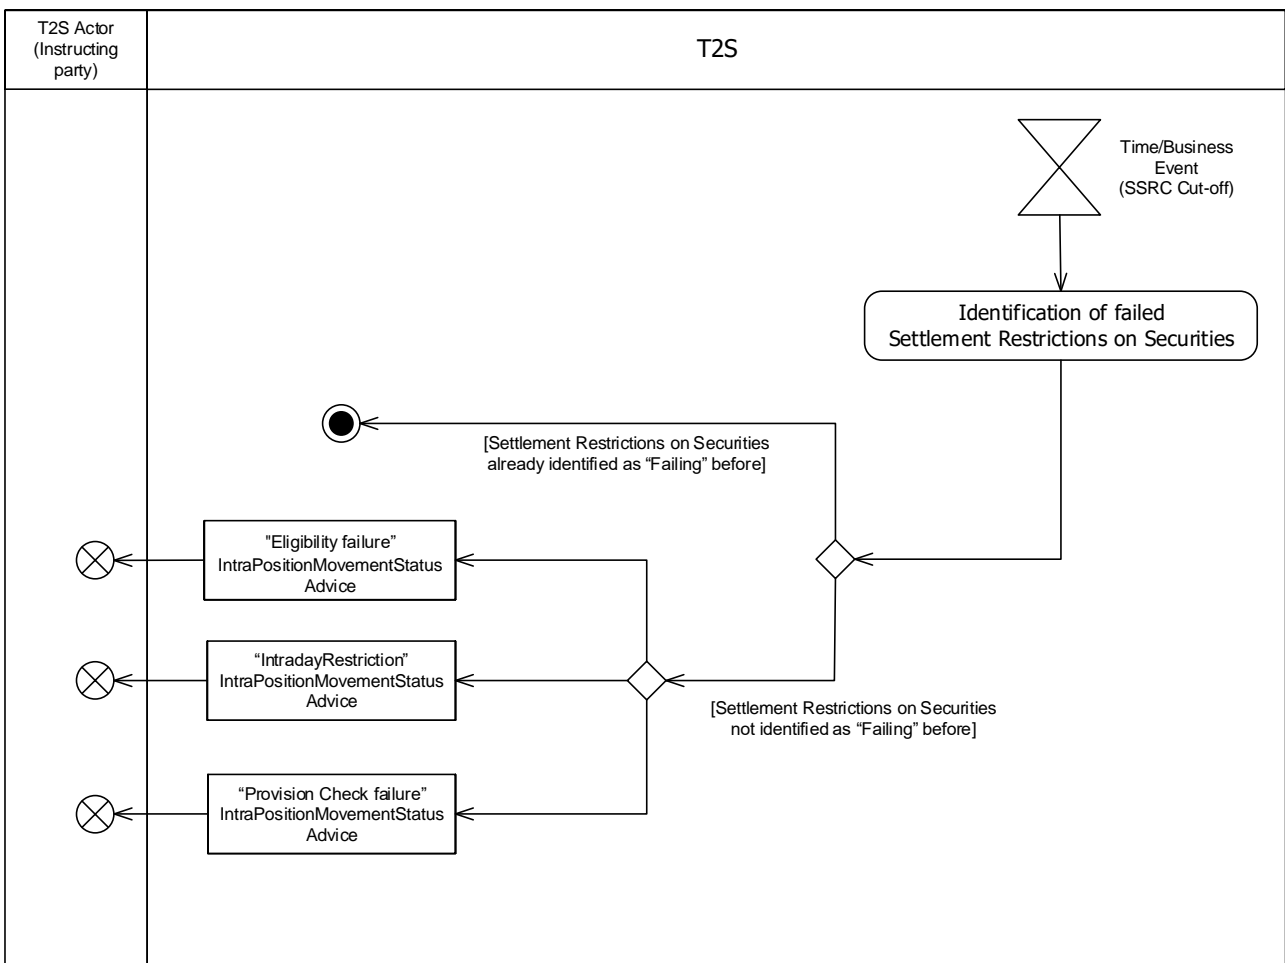 T2S Actor
(Instructing
party)
T2S
Time/Business
Event
(SSRC Cut-off)
Identification of failed
Settlement Restrictions on Securities
[Settlement Restrictions on Securities
already identified as “Failing” before]
"Eligibility failure”
IntraPositionMovementStatus
Advice
“IntradayRestriction”
IntraPositionMovementStatus
Advice
[Settlement Restrictions on Securities
not identified as “Failing” before]
“Provision Check failure”
IntraPositionMovementStatus
Advice